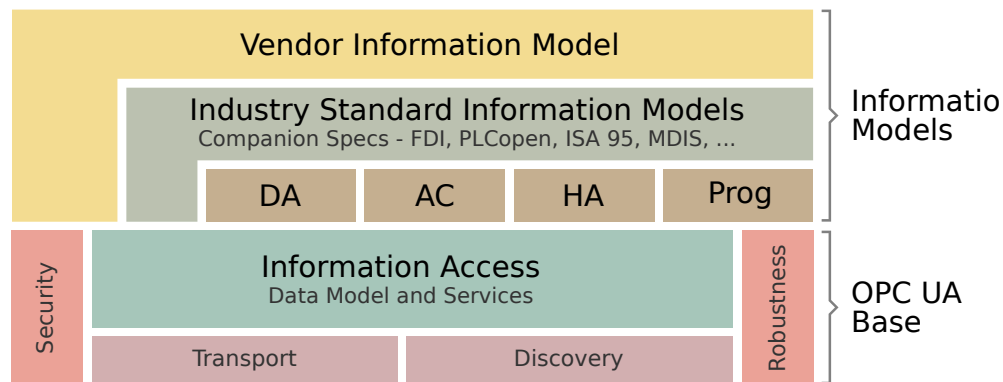 Vendor Information Model
Industry Standard Information Models
Companion Specs - FDI, PLCopen, ISA 95, MDIS, ...
DA
AC
HA
Prog
Informatio
Models
Security
Information Access
Data Model and Services
Robustness
OPC UA
Base
Transport
Discovery